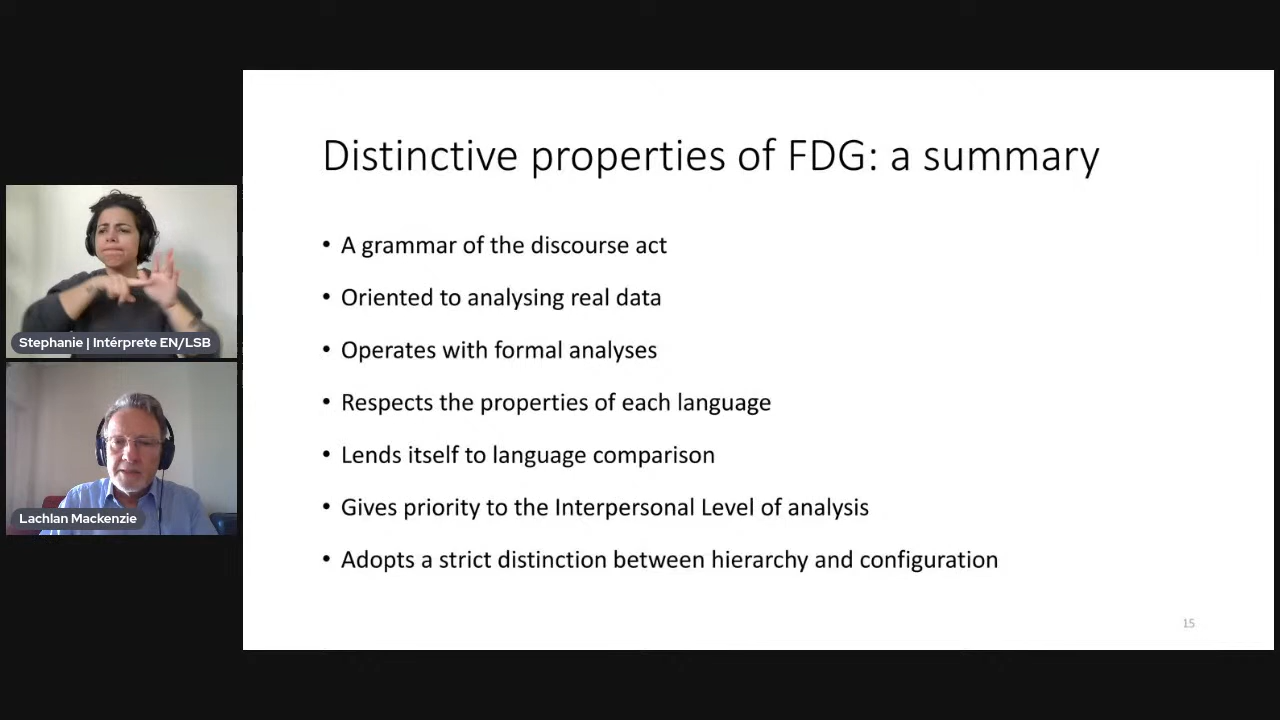 Distinctive properties of FDG: a summary
• A grammar of the discourse act
• Oriented to analysing real data
• Operates with formal analyses
• Respects the properties of each language
• Lends itself to language comparison
• Gives priority to the Interpersonal Level of analysis
• Adopts a strict distinction between hierarchy and configuration
15
Stephanie | Intérprete EN/LSB
Lachlan Mackenzie